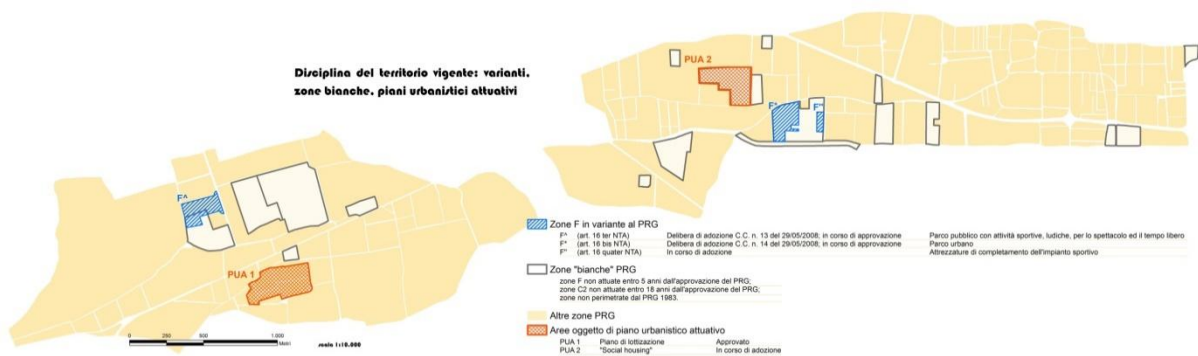 Disciplina del territorio vigente: varianti,
zone bianche, piani urbanistici attuativi
PUA 2
F*
F"
F^
PUA 1
0 250 500 1.000
Metri
scala 1:10.000
Zone F in variante al PRG
F^ (art. 16 ter NTA) Delibera di adozione C.C. n. 13 del 29/05/2008; in corso di approvazione Parco pubblico con attività sportive, ludiche, per lo spettacolo ed il tempo libero
F* (art. 16 bis NTA) Delibera di adozione C.C. n. 14 del 29/05/2008; in corso di approvazione Parco urbano
F" (art. 16 quater NTA) In corso di adozione Attrezzature di completamento dell'impianto sportivo
Zone "bianche" PRG
zone F non attuate entro 5 anni dall'approvazione del PRG;
zone C2 non attuate entro 18 anni dall'approvazione del PRG;
zone non perimetrate dal PRG 1983.
Altre zone PRG
Aree oggetto di piano urbanistico attuativo
PUA 1 Piano di lottizzazione Approvato
PUA 2 "Social housing" In corso di adozione